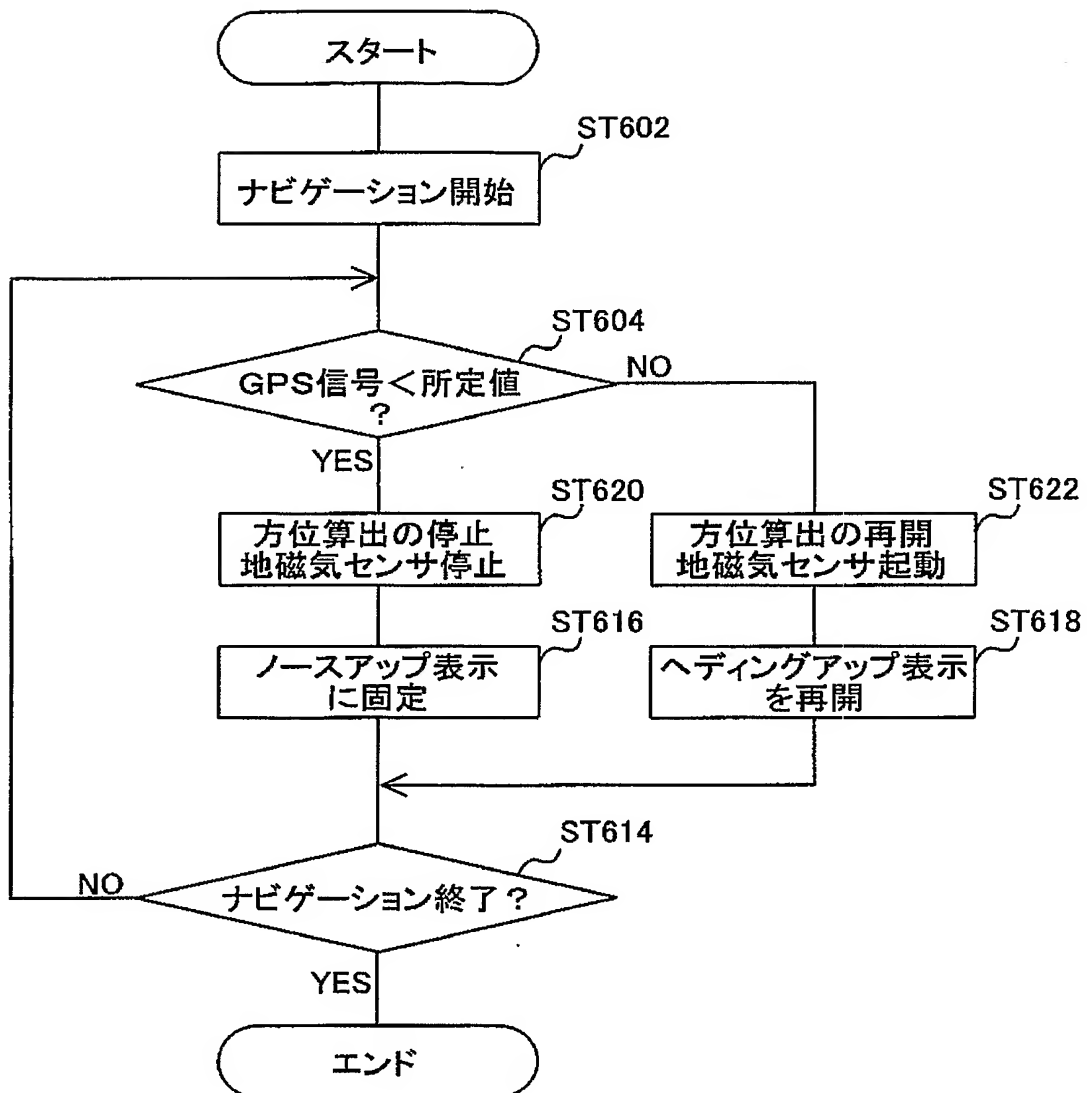 スタート
ST602
ナビゲーション開始
ST604
GPS信号<所定値
?
NO
YES
ST620
方位算出の停止
地磁気センサ停止
ST622
方位算出の再開
地磁気センサ起動
ST616
ノースアップ表示
に固定
ST618
ヘディングアップ表示
を再開
ST614
ナビゲーション終了?
NO
YES
エンド